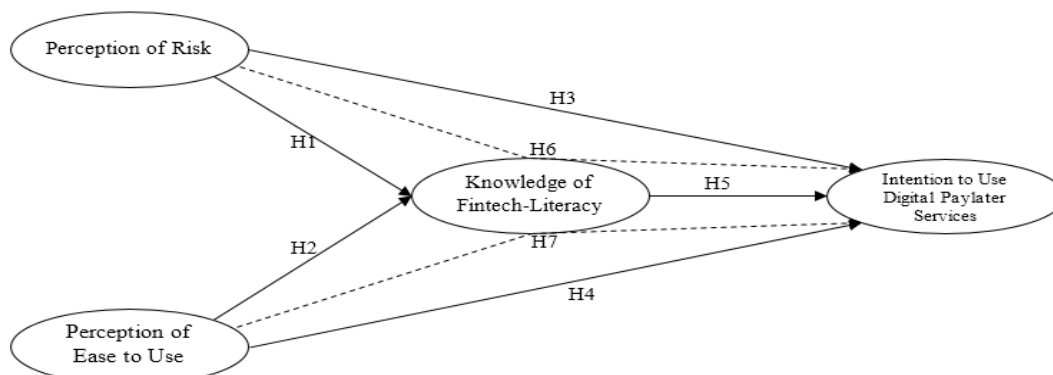 Perception of Risk
H3
H1
H6
Knowledge of
Fintech-Literacy
H5
Intention to Use
Digital Paylater
Services
H2
H7
H4
Perception of
Ease to Use